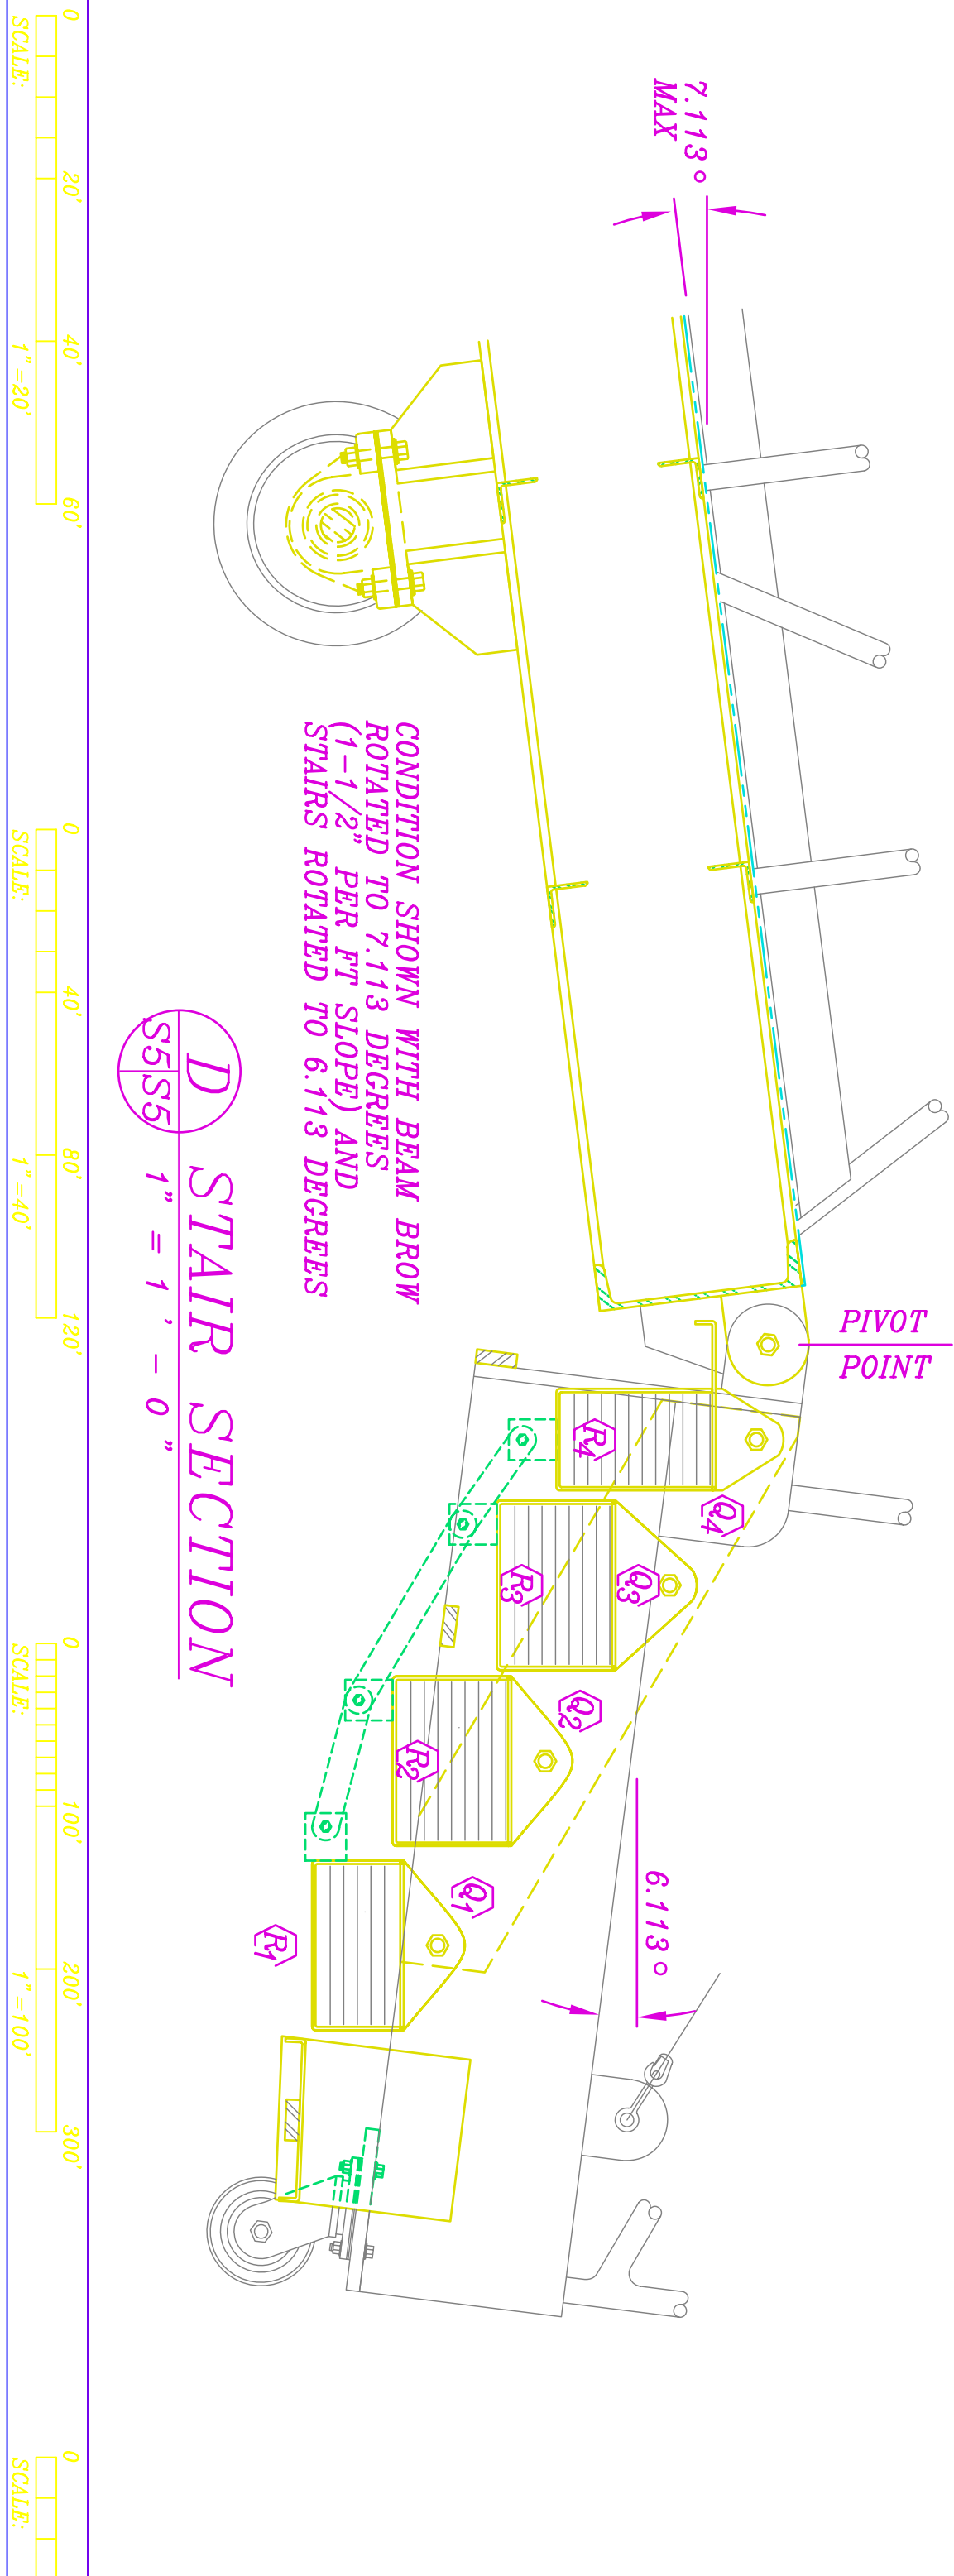 7.113°
MAX
PIVOT
POINT
R4
Q4
R3
Q3
R2
Q2
R1
Q1
6.113°
CONDITION SHOWN WITH BEAM BROW
ROTATED TO 7.113 DEGREES
(1-1/2" PER FT SLOPE) AND
STAIRS ROTATED TO 6.113 DEGREES
D
S5 S5
STAIR SECTION
1" = 1' - 0"
0 20' 40' 60'
SCALE: 1"=20'
0 40' 80' 120'
SCALE: 1"=40'
0 100' 200' 300'
SCALE: 1"=100'
0
SCALE: